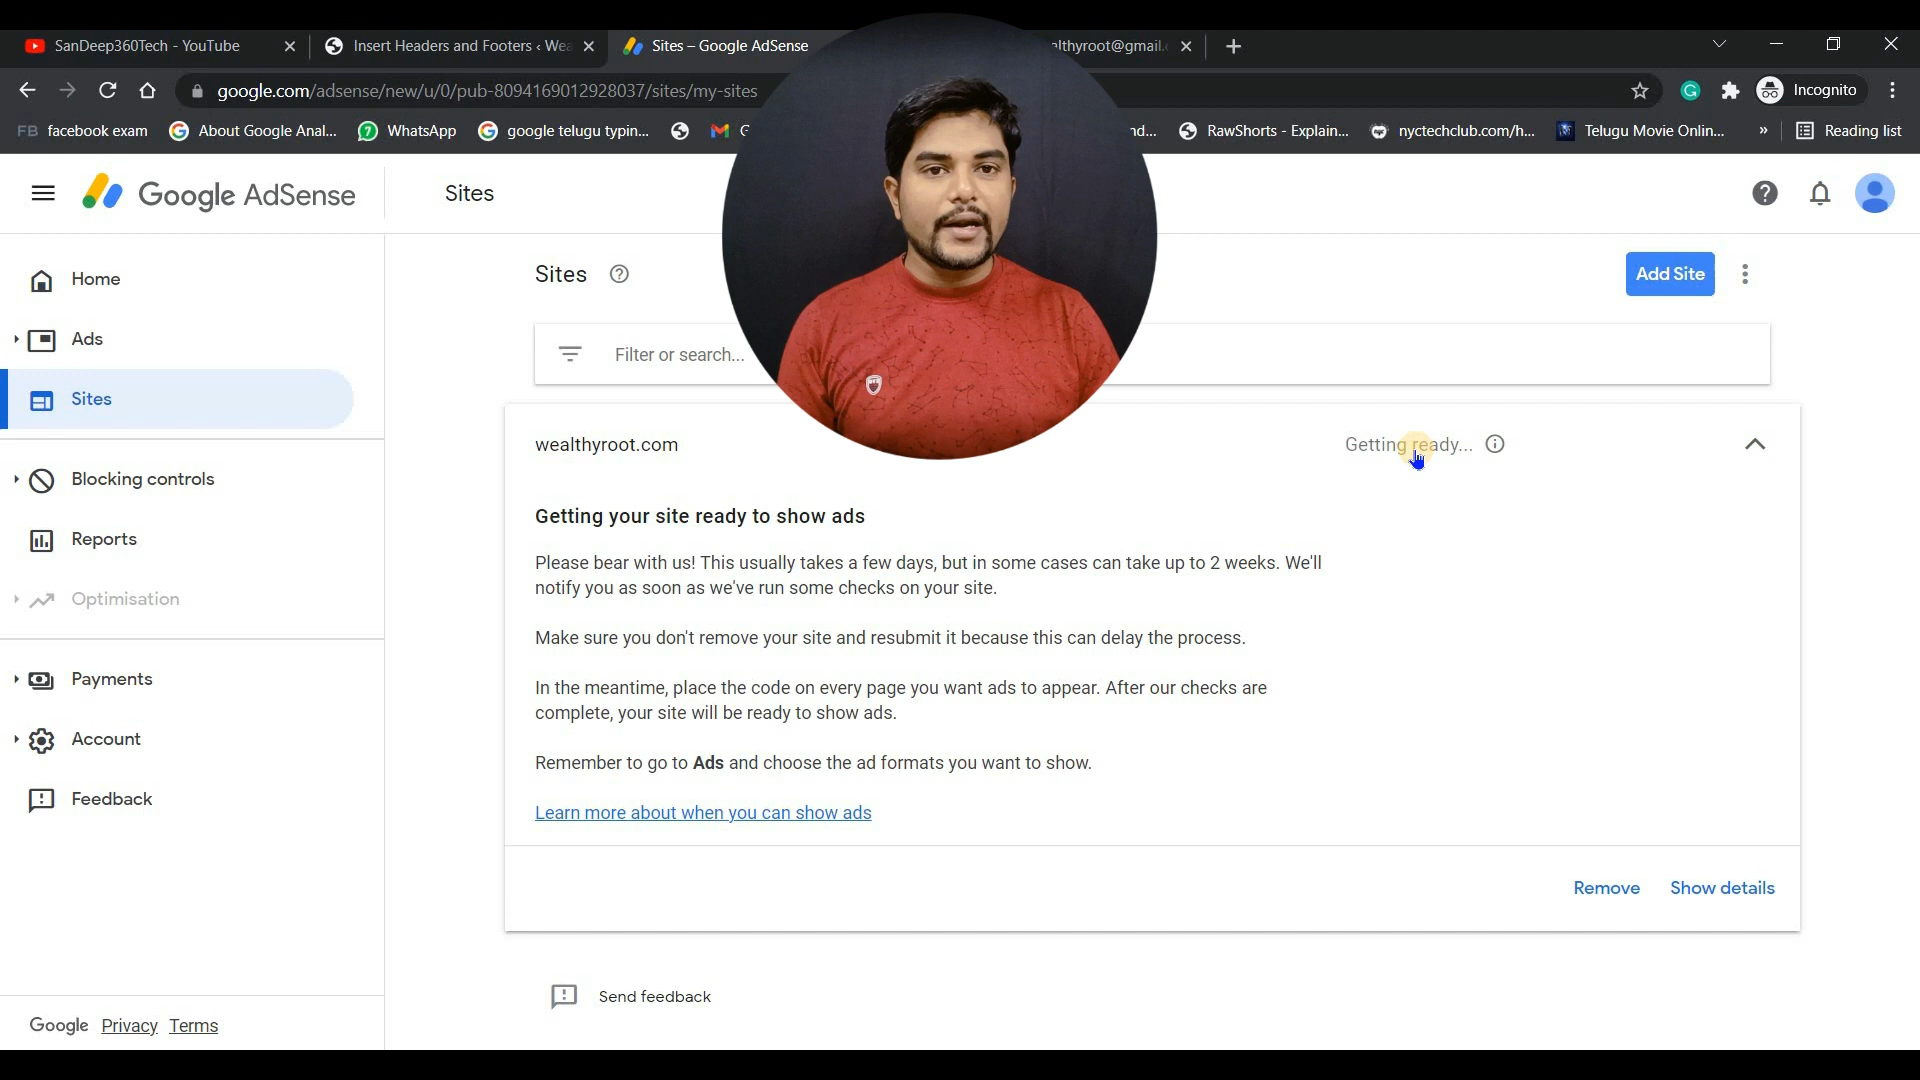 SanDeep360Tech - YouTube
Insert Headers and Footers ‹ Wea
Sites – Google AdSense
althyroot@gmail.c
google.com/adsense/new/u/0/pub-8094169012928037/sites/my-sites
Incognito
FB facebook exam
About Google Anal...
WhatsApp
google telugu typin...
nd...
RawShorts - Explain...
nyctechclub.com/h...
Telugu Movie Onlin...
»
Reading list
Google AdSense
Sites
Home
Ads
Sites
Blocking controls
Reports
Optimisation
Payments
Account
Feedback
Google Privacy Terms
Sites
Add Site
Filter or search...
wealthyroot.com
Getting ready...
Getting your site ready to show ads
Please bear with us! This usually takes a few days, but in some cases can take up to 2 weeks. We'll
notify you as soon as we've run some checks on your site.
Make sure you don't remove your site and resubmit it because this can delay the process.
In the meantime, place the code on every page you want ads to appear. After our checks are
complete, your site will be ready to show ads.
Remember to go to Ads and choose the ad formats you want to show.
Learn more about when you can show ads
Remove Show details
Send feedback